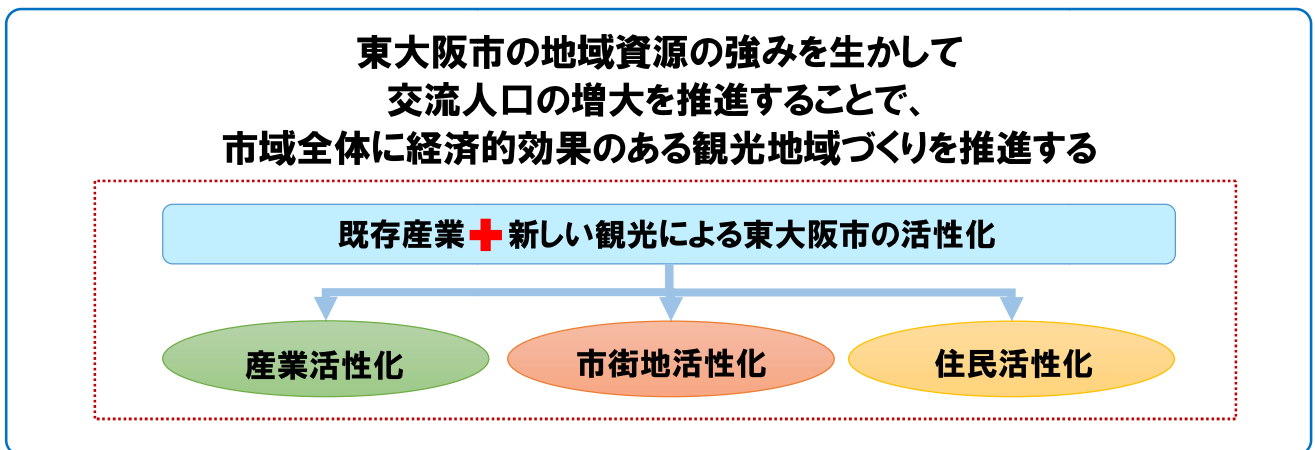 東大阪市の地域資源の強みを生かして
交流人口の増大を推進することで、
市域全体に経済的効果のある観光地域づくりを推進する
既存産業✚新しい観光による東大阪市の活性化
産業活性化
市街地活性化
住民活性化